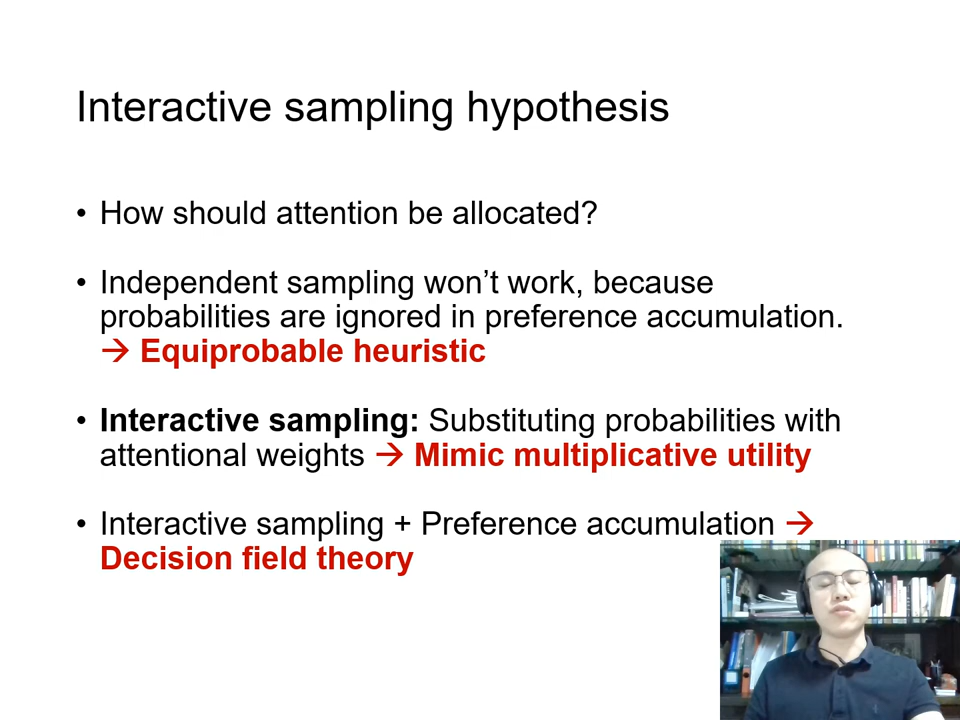 Interactive sampling hypothesis
• How should attention be allocated?
• Independent sampling won’t work, because
probabilities are ignored in preference accumulation.
→ Equiprobable heuristic
• Interactive sampling: Substituting probabilities with
attentional weights → Mimic multiplicative utility
• Interactive sampling + Preference accumulation →
Decision field theory